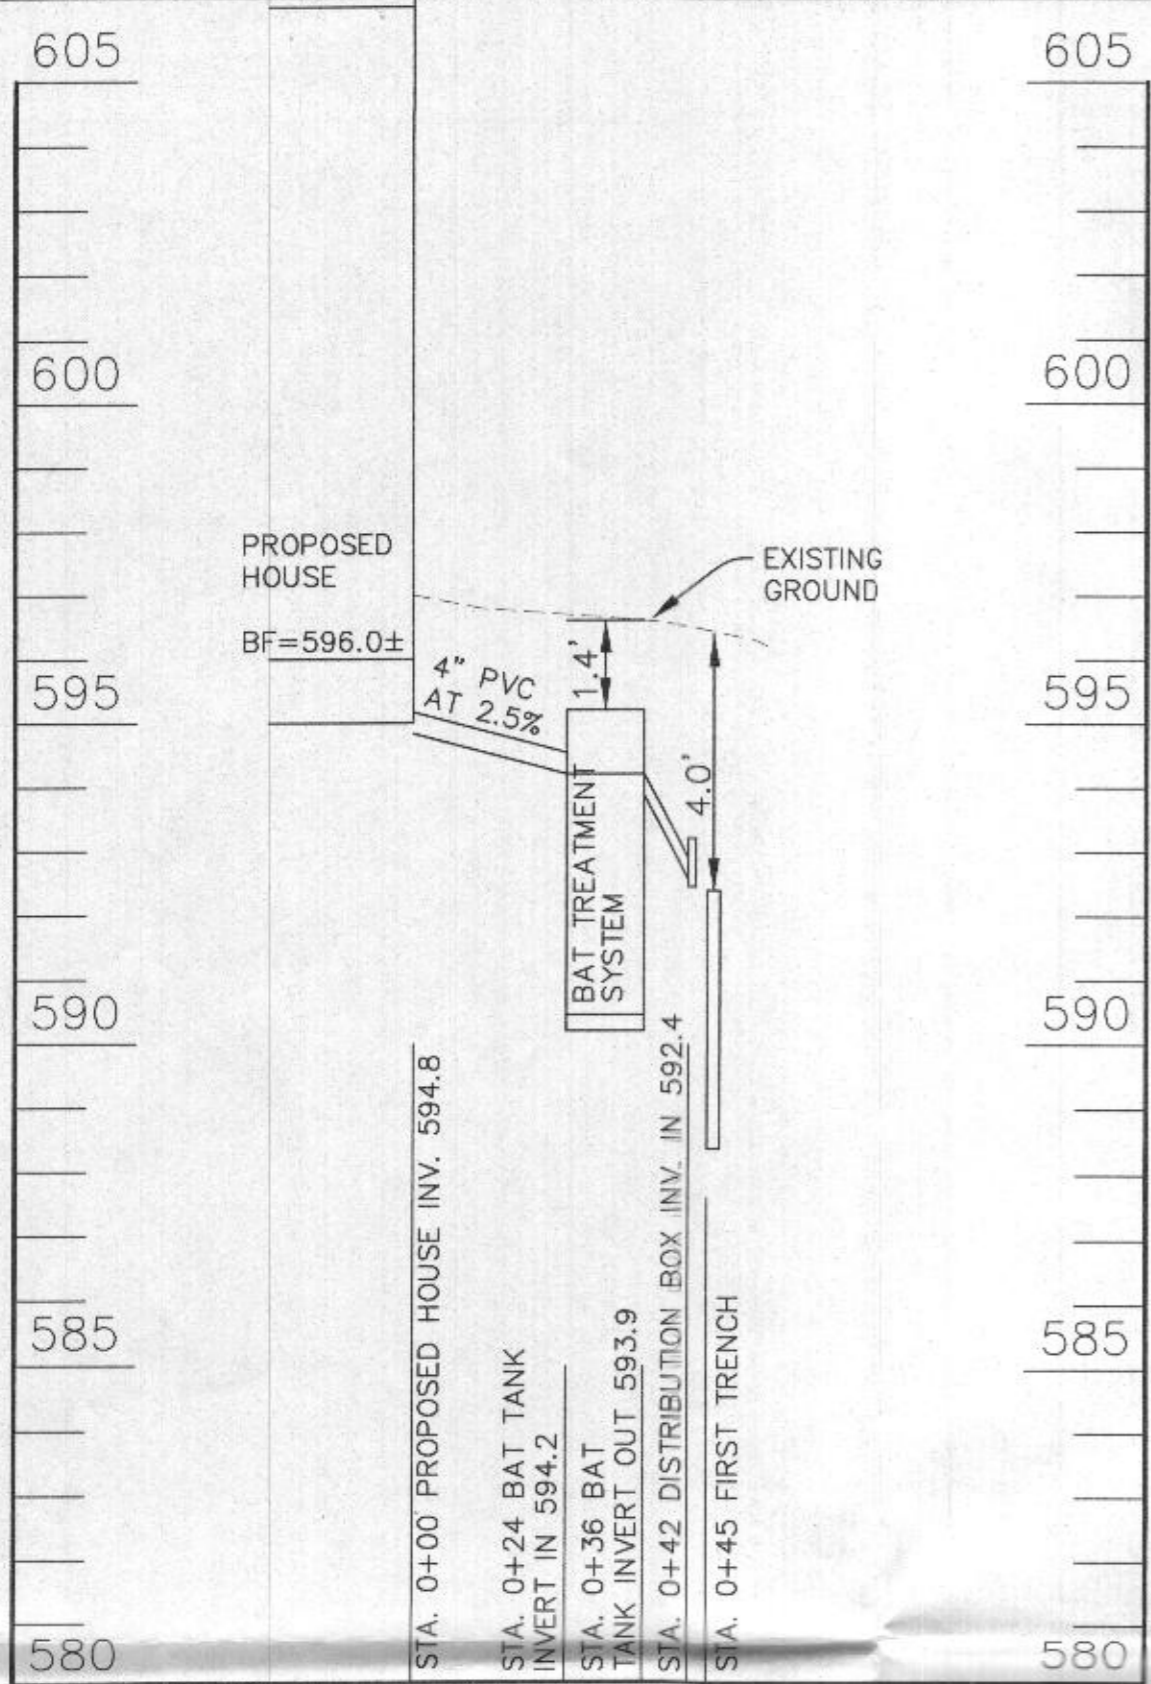 605
605
600
600
PROPOSED
HOUSE
EXISTING
GROUND
BF=596.0±
4" PVC
AT 2.5%
1.4'
595
595
4.0'
BAT TREATMENT
SYSTEM
590
590
STA. 0+00 PROPOSED HOUSE INV. 594.8
STA. 0+24 BAT TANK
INVERT IN 594.2
STA. 0+36 BAT
TANK INVERT OUT 593.9
STA. 0+42 DISTRIBUTION BOX INV. IN 592.4
STA. 0+45 FIRST TRENCH
585
585
580
580